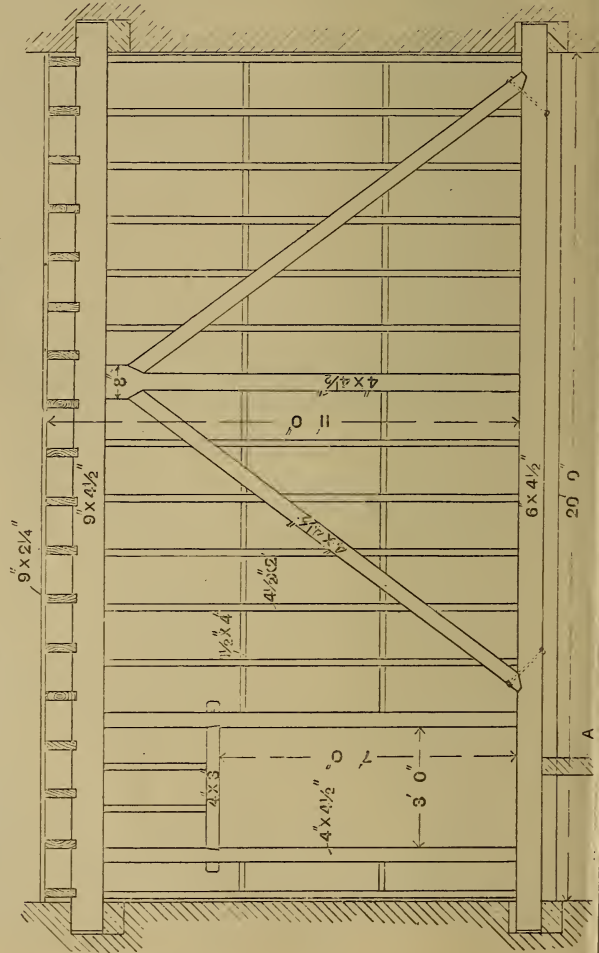 9" x 2¼"
9 x 4½"
8"
4" x 4½"
11' 0"
4" x 4½"
4½" x 2"
1½" x 4"
4" x 3"
7' 0"
4" x 4½"
3' 0"
6 x 4½"
20' 0"
A